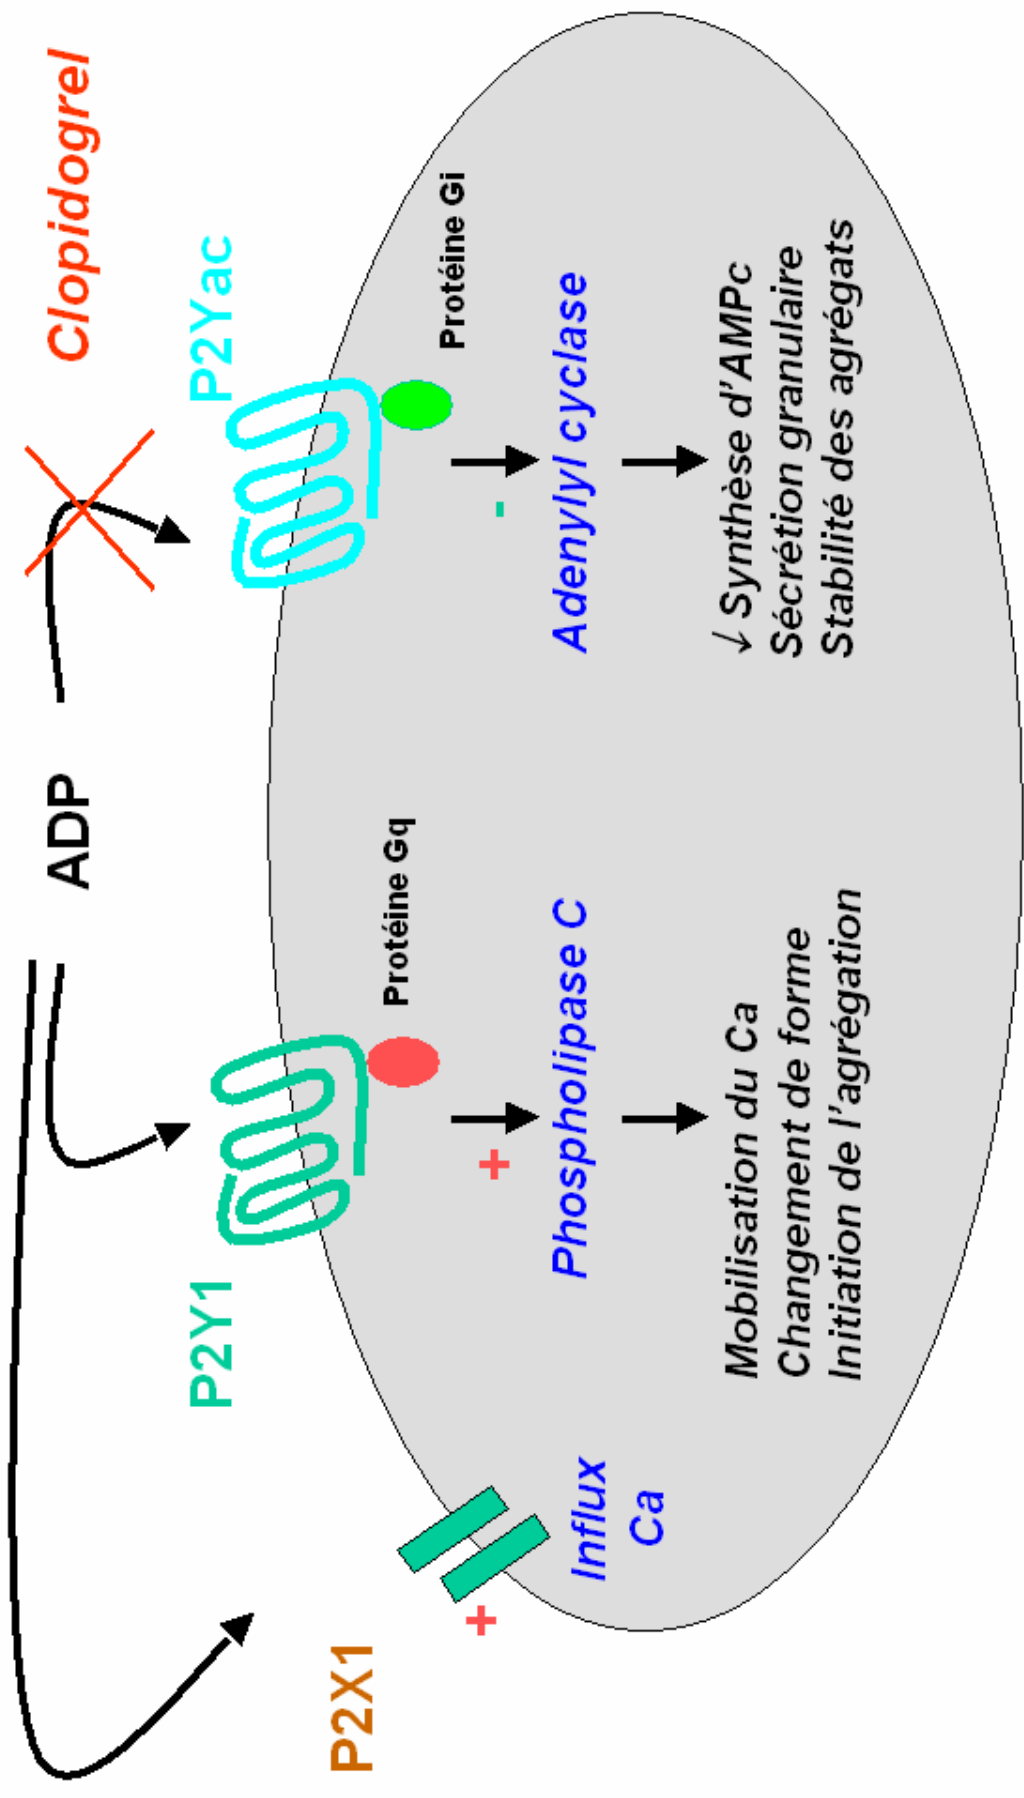 Clopidogrel
ADP
P2X1
P2Y1
P2Yac
+
Influx
Ca
Protéine Gq
+
Phospholipase C
Mobilisation du Ca
Changement de forme
Initiation de l'agrégation
Protéine Gi
-
Adenylyl cyclase
↓ Synthèse d'AMPc
Sécrétion granulaire
Stabilité des agrégats